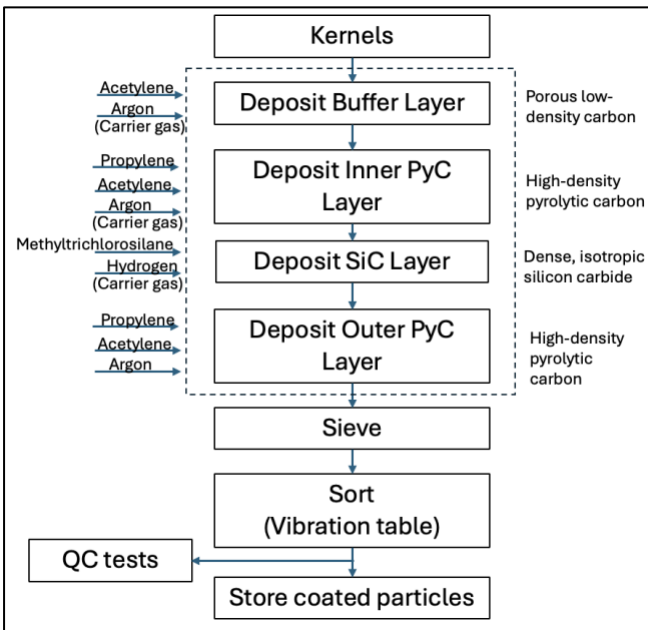 Kernels
Acetylene
Argon
(Carrier gas)
Deposit Buffer Layer
Porous low-
density carbon
Propylene
Acetylene
Argon
(Carrier gas)
Deposit Inner PyC
Layer
High-density
pyrolytic carbon
Methyltrichlorosilane
Hydrogen
(Carrier gas)
Deposit SiC Layer
Dense, isotropic
silicon carbide
Propylene
Acetylene
Argon
Deposit Outer PyC
Layer
High-density
pyrolytic
carbon
Sieve
Sort
(Vibration table)
QC tests
Store coated particles